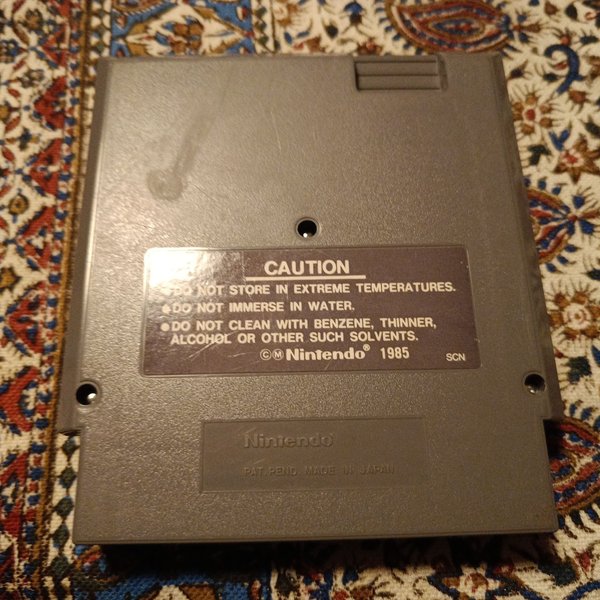 CAUTION
● DO NOT STORE IN EXTREME TEMPERATURES.
● DO NOT IMMERSE IN WATER.
● DO NOT CLEAN WITH BENZENE, THINNER,
ALCOHOL OR OTHER SUCH SOLVENTS.
©Ⓜ Nintendo® 1985 SCN
Nintendo
PAT. PEND. MADE IN JAPAN